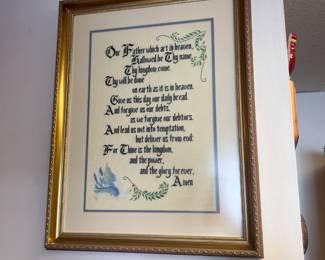 Our Father which art in heaven,
Hallowed be Thy name.
Thy kingdom come.
Thy will be done
on earth as it is in heaven.
Give us this day our daily bread.
And forgive us our debts,
as we forgive our debtors.
And lead us not into temptation,
but deliver us from evil:
For Thine is the kingdom,
and the power,
and the glory forever,
Amen